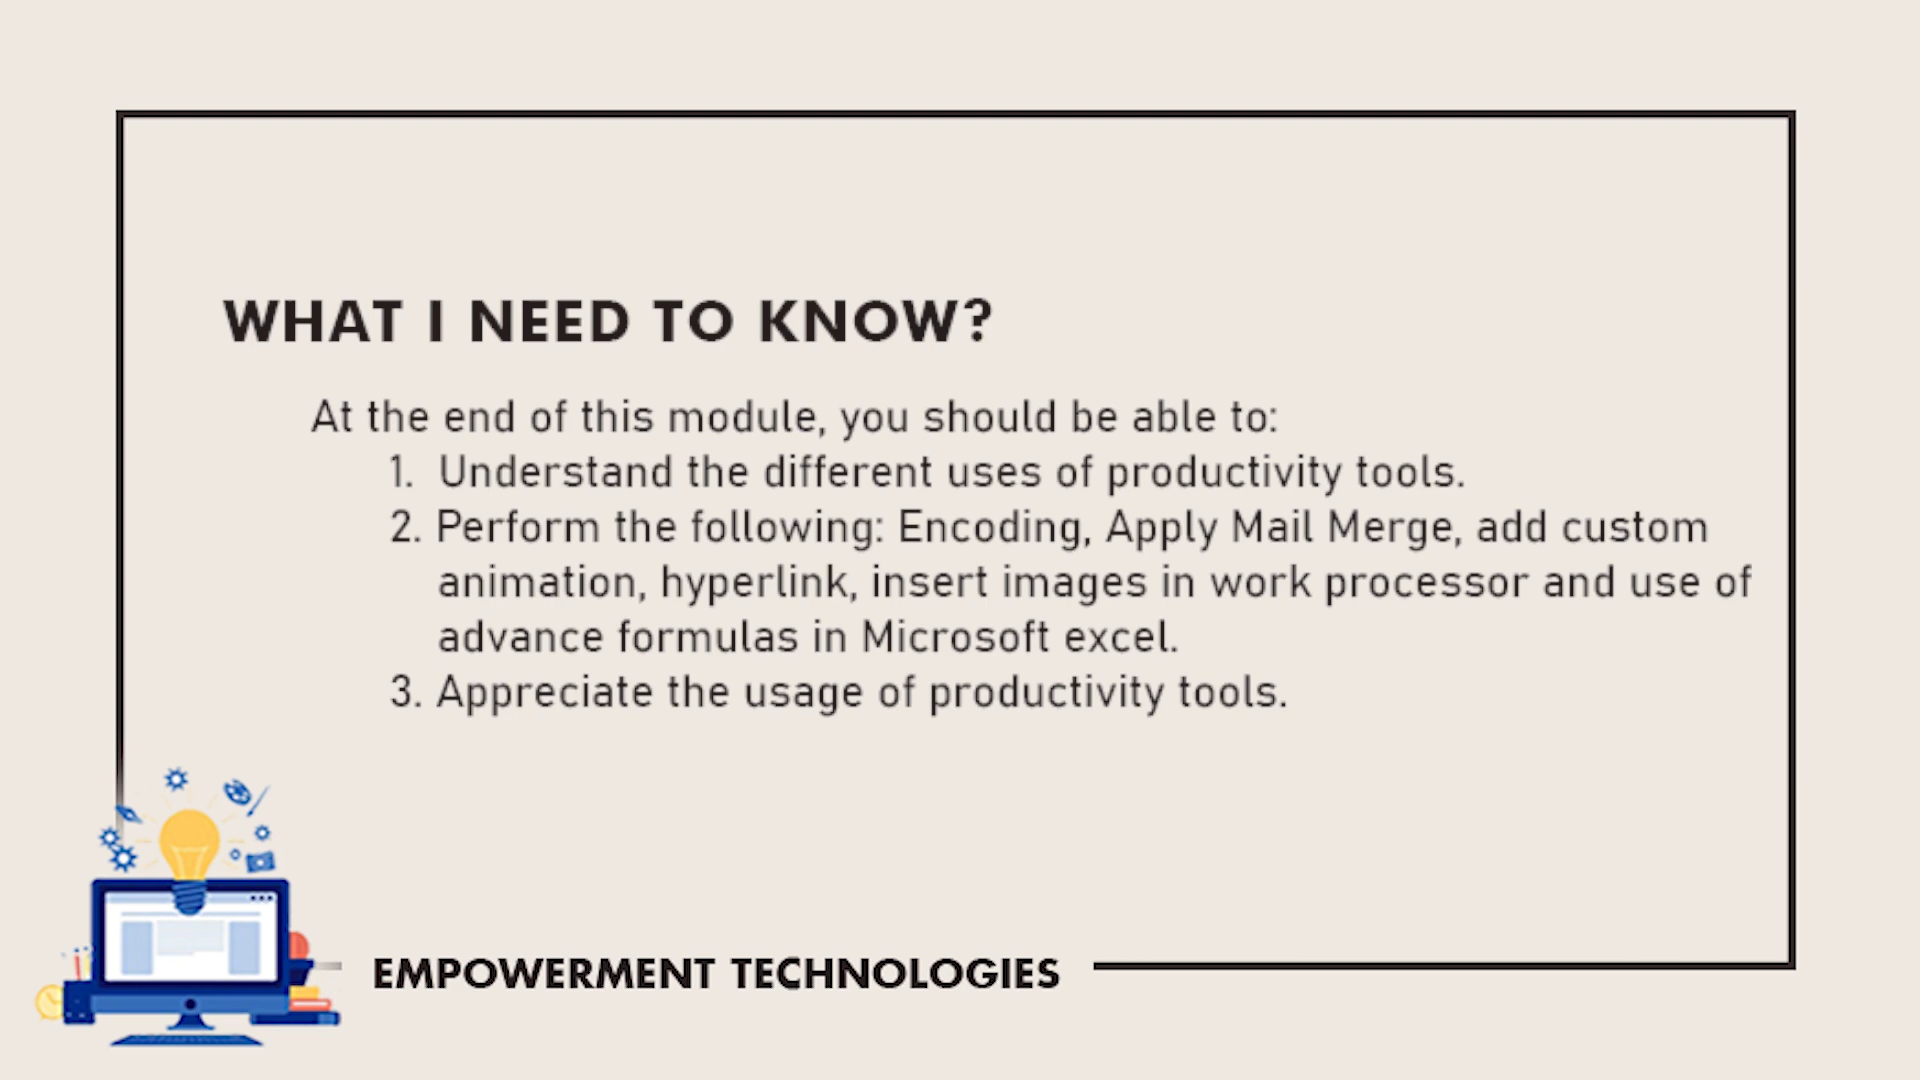 WHAT I NEED TO KNOW?
At the end of this module, you should be able to:
1. Understand the different uses of productivity tools.
2. Perform the following: Encoding, Apply Mail Merge, add custom
animation, hyperlink, insert images in work processor and use of
advance formulas in Microsoft excel.
3. Appreciate the usage of productivity tools.
EMPOWERMENT TECHNOLOGIES